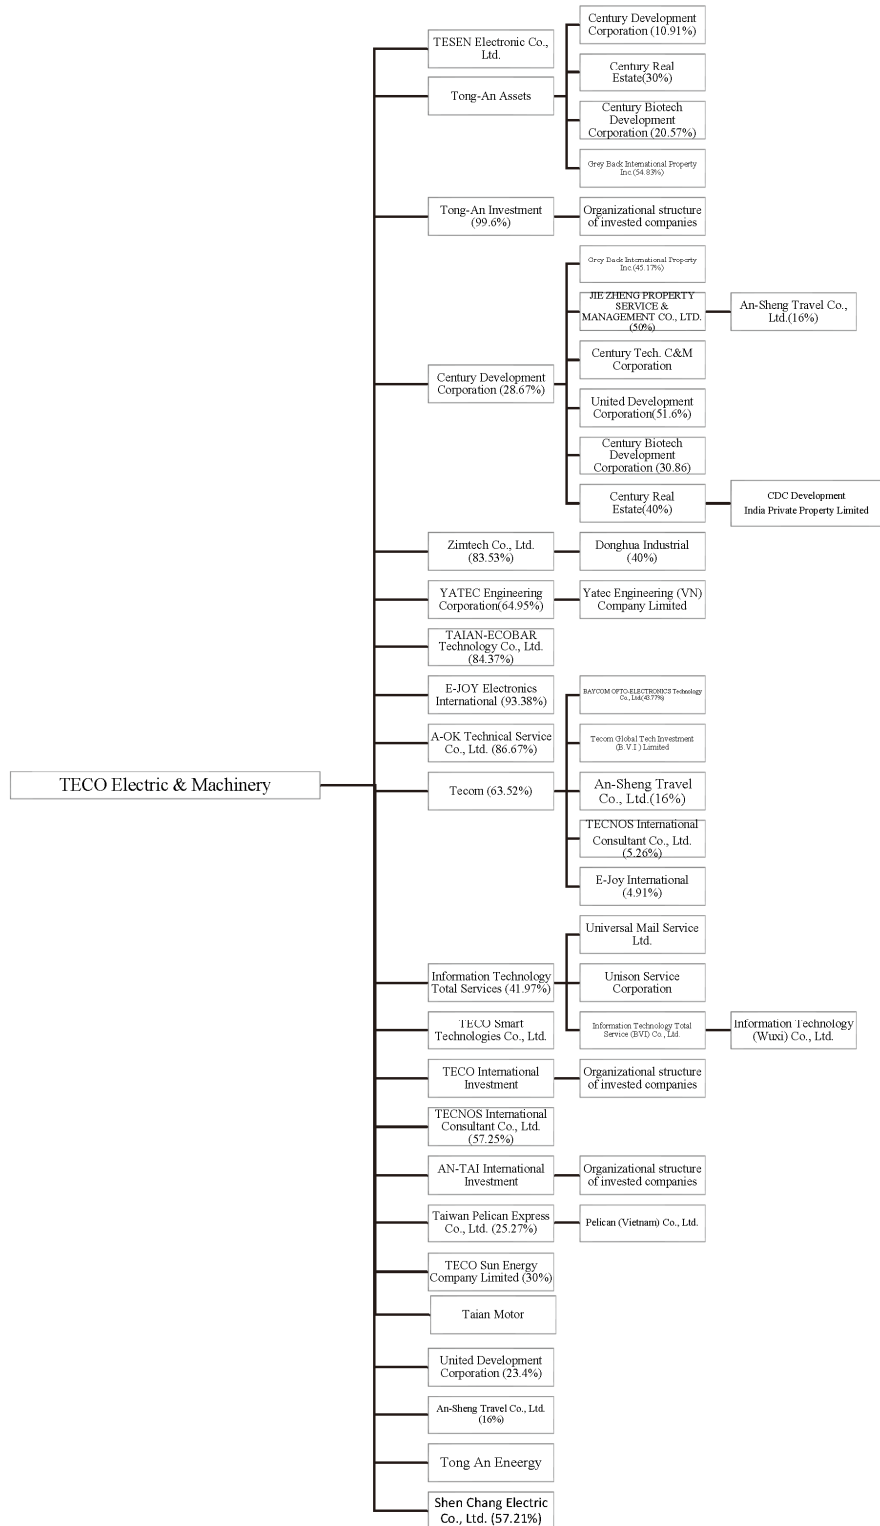 TECO Electric & Machinery
TESEN Electronic Co.,
Ltd.
Tong-An Assets
Century Development
Corporation (10.91%)
Century Real
Estate(30%)
Century Biotech
Development
Corporation (20.57%)
Grey Back International Property
Inc.(54.83%)
Tong-An Investment
(99.6%)
Organizational structure
of invested companies
Century Development
Corporation (28.67%)
Grey Back International Property
Inc.(45.17%)
JIE ZHENG PROPERTY
SERVICE &
MANAGEMENT CO., LTD.
(50%)
An-Sheng Travel Co.,
Ltd.(16%)
Century Tech. C&M
Corporation
United Development
Corporation(51.6%)
Century Biotech
Development
Corporation (30.86)
Century Real
Estate(40%)
CDC Development
India Private Property Limited
Zimtech Co., Ltd.
(83.53%)
Donghua Industrial
(40%)
YATEC Engineering
Corporation(64.95%)
Yatec Engineering (VN)
Company Limited
TAIAN-ECOBAR
Technology Co., Ltd.
(84.37%)
E-JOY Electronics
International (93.38%)
A-OK Technical Service
Co., Ltd. (86.67%)
Tecom (63.52%)
BAYCOM OPTO-ELECTRONICS Technology
Co., Ltd.(43.77%)
Tecom Global Tech Investment
(B.V.I.) Limited
An-Sheng Travel
Co., Ltd.(16%)
TECNOS International
Consultant Co., Ltd.
(5.26%)
E-Joy International
(4.91%)
Information Technology
Total Services (41.97%)
Universal Mail Service
Ltd.
Unison Service
Corporation
Information Technology Total
Service (BVI) Co., Ltd.
Information Technology
(Wuxi) Co., Ltd.
TECO Smart
Technologies Co., Ltd.
TECO International
Investment
Organizational structure
of invested companies
TECNOS International
Consultant Co., Ltd.
(57.25%)
AN-TAI International
Investment
Organizational structure
of invested companies
Taiwan Pelican Express
Co., Ltd. (25.27%)
Pelican (Vietnam) Co., Ltd.
TECO Sun Energy
Company Limited (30%)
Taian Motor
United Development
Corporation (23.4%)
An-Sheng Travel Co., Ltd.
(16%)
Tong An Eneergy
Shen Chang Electric
Co., Ltd. (57.21%)